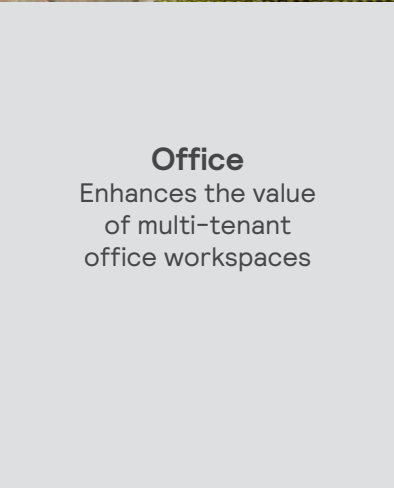 Office
Enhances the value
of multi-tenant
office workspaces